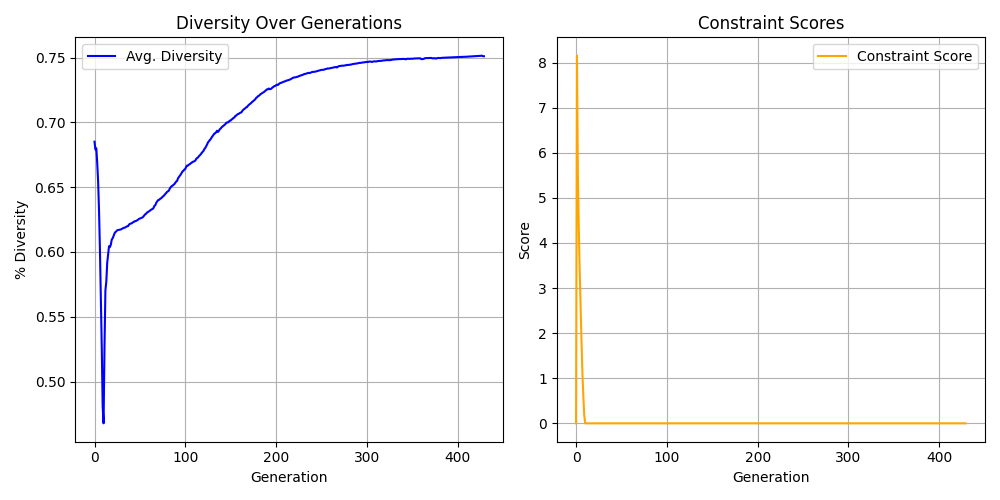 Diversity Over Generations
Avg. Diversity
0.75
0.70
0.65
0.60
0.55
0.50
% Diversity
0 100 200 300 400
Generation
Constraint Scores
Constraint Score
8
7
6
5
4
3
2
1
0
Score
0 100 200 300 400
Generation